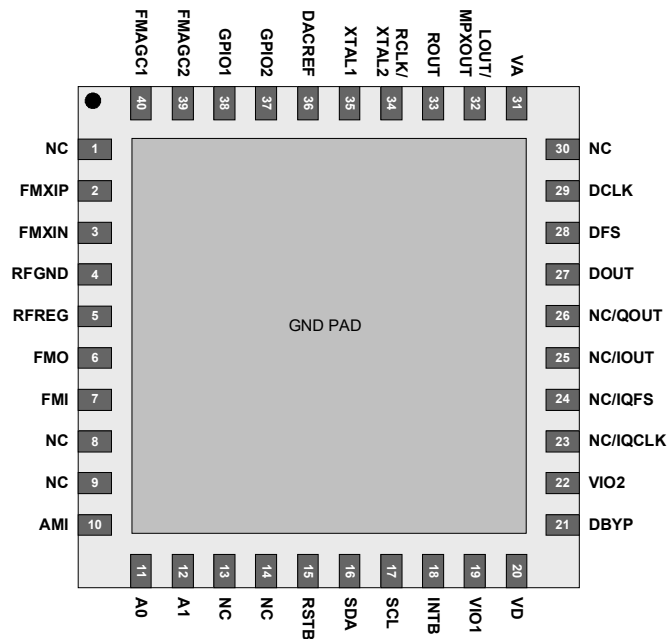 FMAGC1
FMAGC2
GPIO1
GPIO2
DACREF
XTAL1
RCLK/
XTAL2
ROUT
LOUT/
MPXOUT
VA
40
39
38
37
36
35
34
33
32
31
NC 1
FMXIP 2
FMXIN 3
RFGND 4
RFREG 5
FMO 6
FMI 7
NC 8
NC 9
AMI 10
GND PAD
30 NC
29 DCLK
28 DFS
27 DOUT
26 NC/QOUT
25 NC/IOUT
24 NC/IQFS
23 NC/IQCLK
22 VIO2
21 DBYP
11
12
13
14
15
16
17
18
19
20
A0
A1
NC
NC
RSTB
SDA
SCL
INTB
VIO1
VD